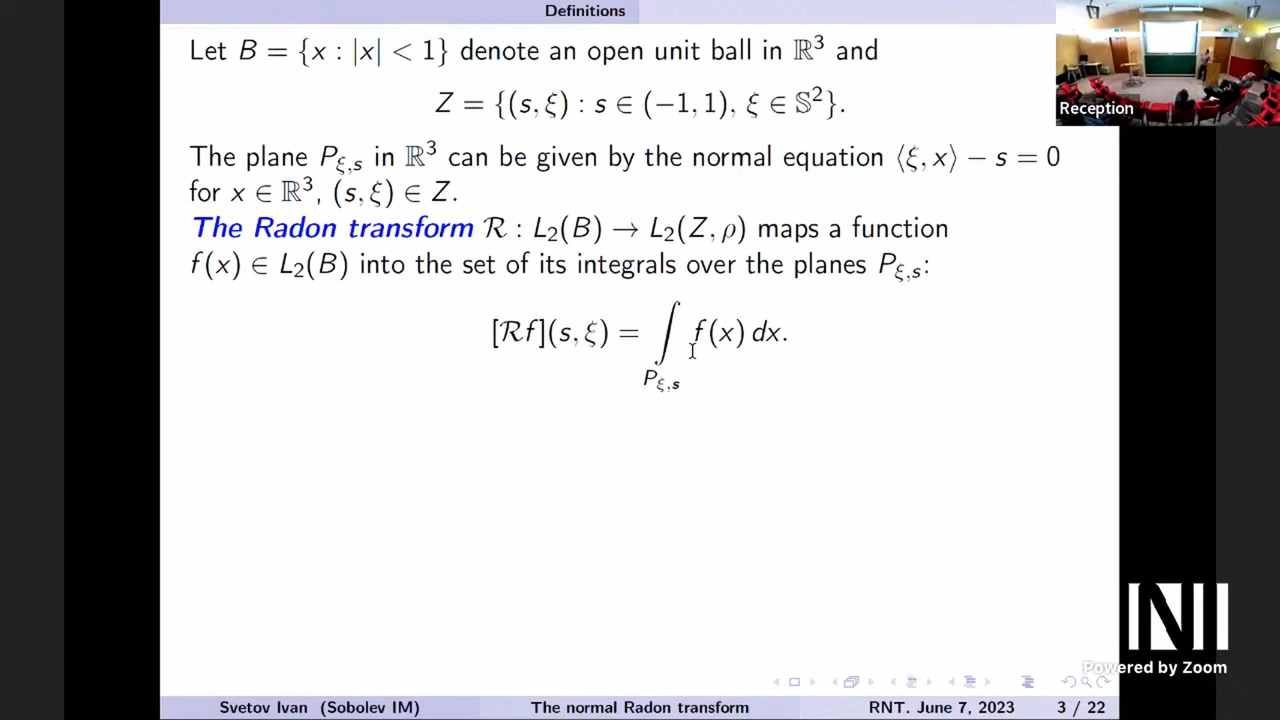 Definitions
Let B = {x : |x| < 1} denote an open unit ball in ℝ³ and
Z = {(s, ξ) : s ∈ (−1, 1), ξ ∈ 𝕊²}.
The plane P_{ξ,s} in ℝ³ can be given by the normal equation ⟨ξ, x⟩ − s = 0
for x ∈ ℝ³, (s, ξ) ∈ Z.
The Radon transform ℛ : L₂(B) → L₂(Z, ρ) maps a function
f(x) ∈ L₂(B) into the set of its integrals over the planes P_{ξ,s}:
[ℛf](s, ξ) = ∫_{P_{ξ,s}} f(x) dx.
Reception
Powered by Zoom
Svetov Ivan (Sobolev IM) The normal Radon transform RNT. June 7, 2023 3 / 22